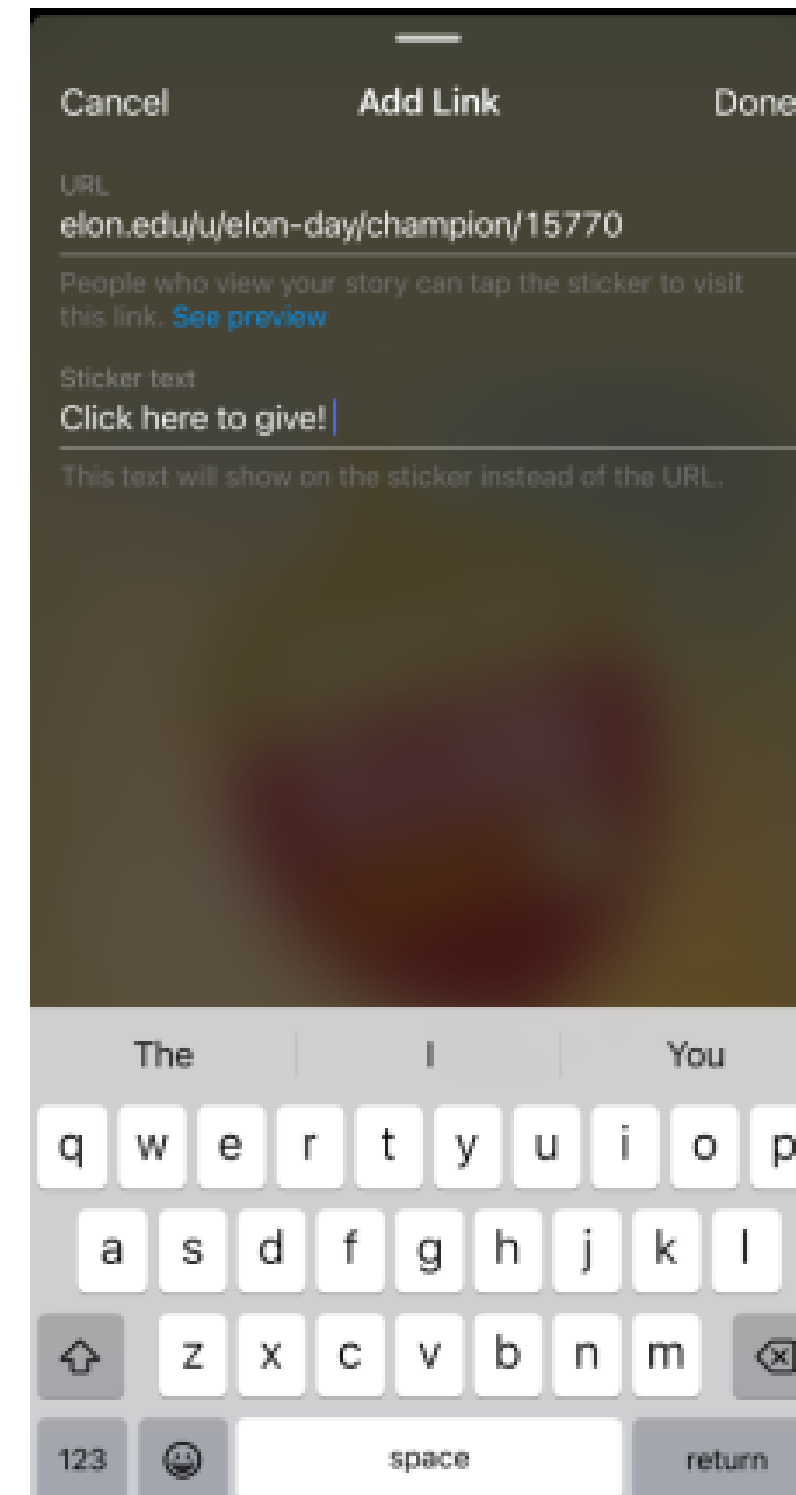 Cancel Add Link Done
URL
elon.edu/u/elon-day/champion/15770
People who view your story can tap the sticker to visit
this link. See preview
Sticker text
Click here to give!
This text will show on the sticker instead of the URL.
The I You
q w e r t y u i o p
a s d f g h j k l
z x c v b n m
123 space return